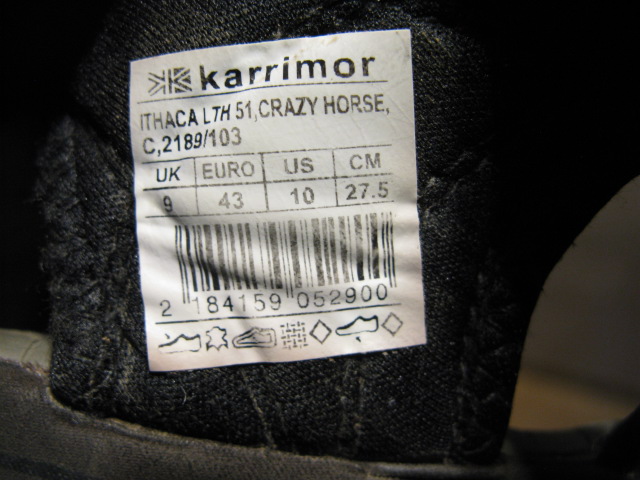 karrimor
ITHACA LTH 51,CRAZY HORSE,
C,2189/103
UK EURO US CM
9 43 10 27.5
2 184159 052900